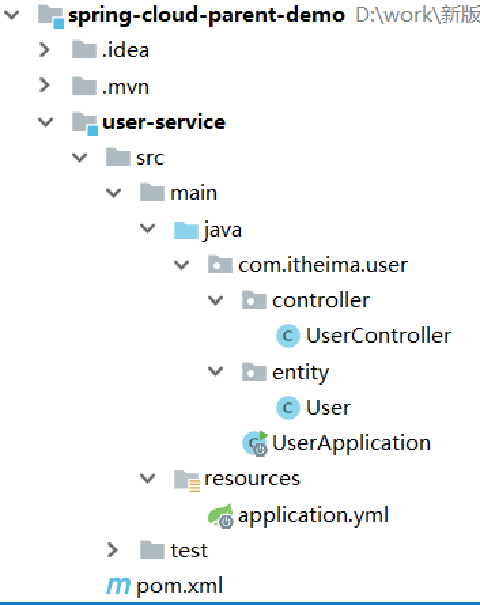 spring-cloud-parent-demo D:\work\新版
.idea
.mvn
user-service
src
main
java
com.itheima.user
controller
UserController
entity
User
UserApplication
resources
application.yml
test
pom.xml